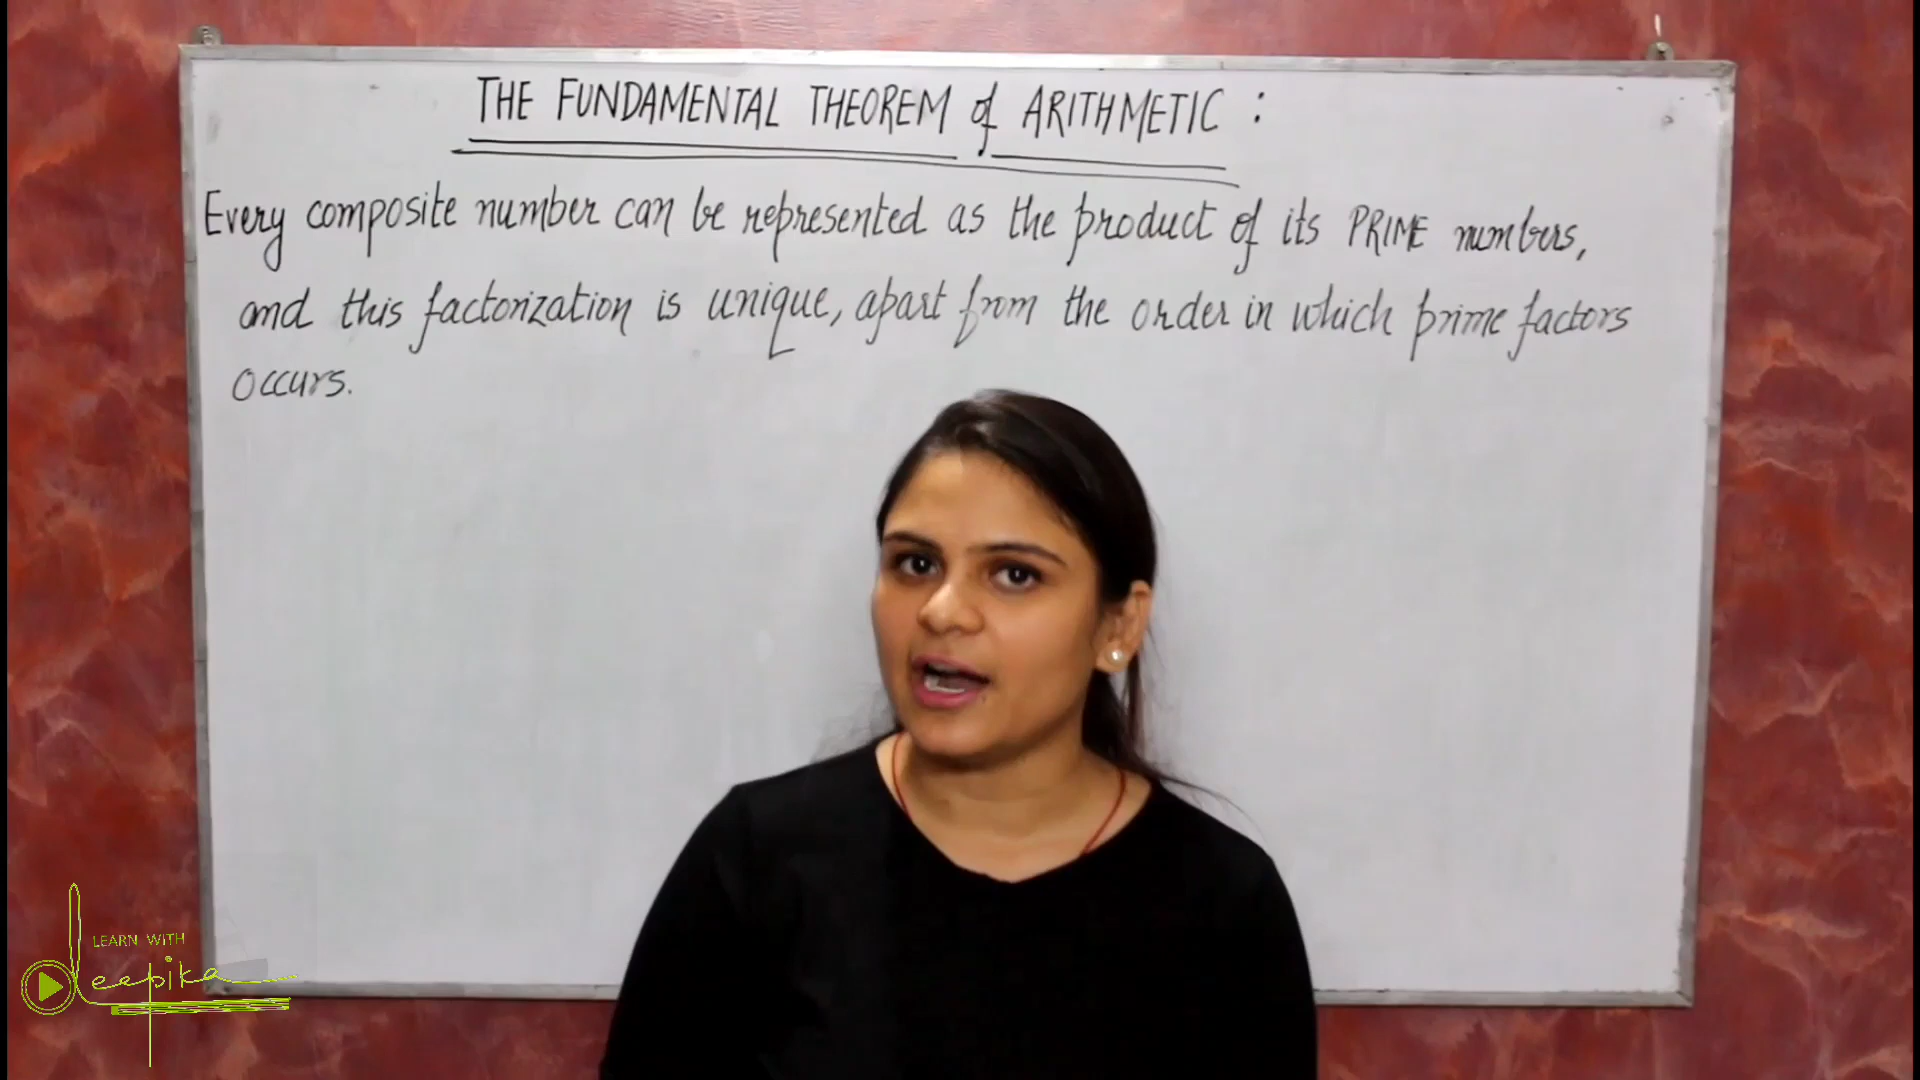 THE FUNDAMENTAL THEOREM of ARITHMETIC :
Every composite number can be represented as the product of its PRIME numbers,
and this factorization is unique, apart from the order in which prime factors
occurs.
LEARN WITH
Deepika